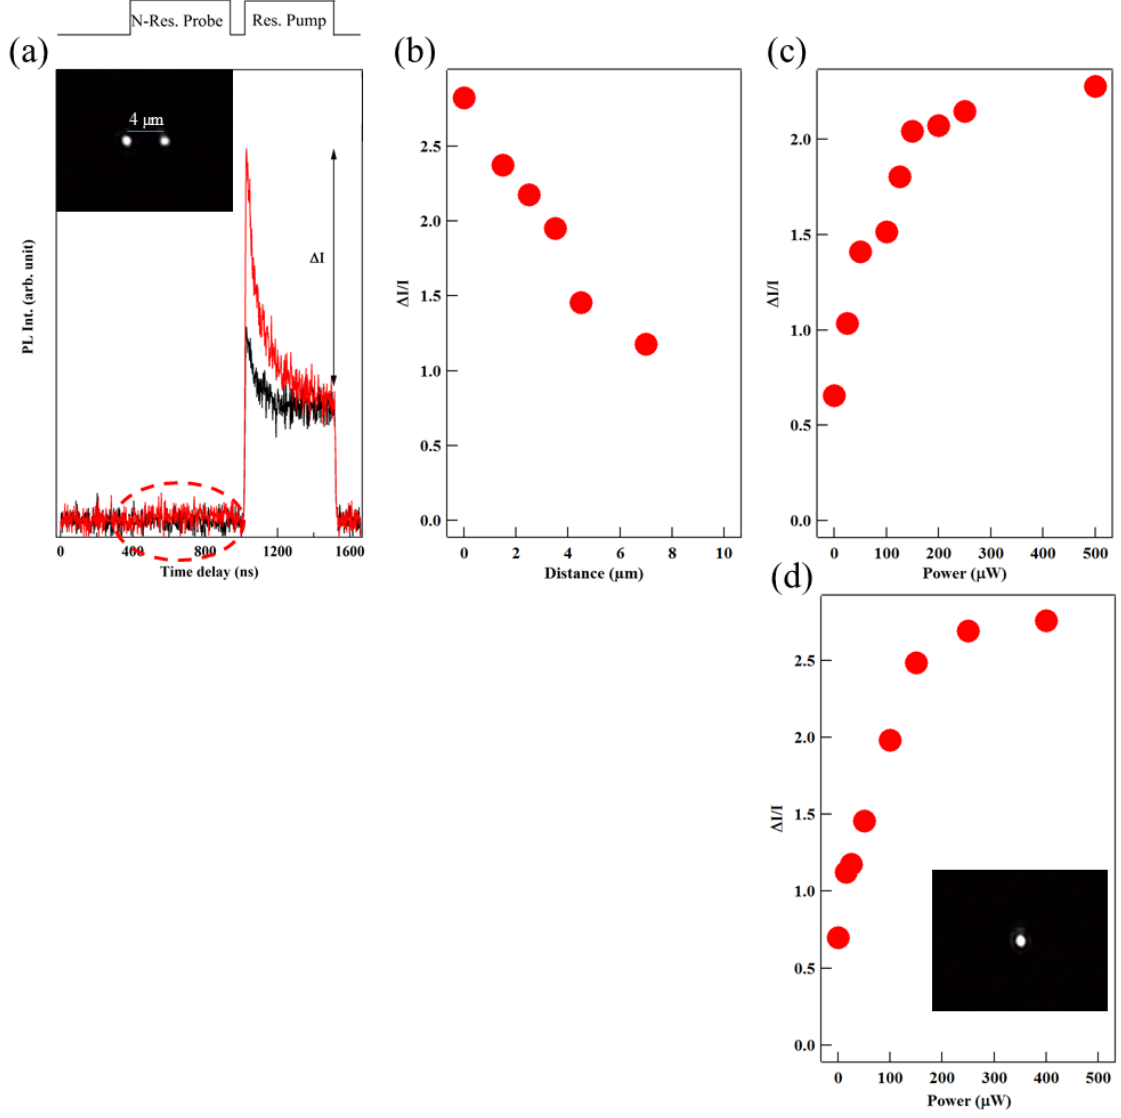 N-Res. Probe Res. Pump
(a) (b) (c)
4 μm
ΔI
PL Int. (arb. unit)
0 400 800 1200 1600
Time delay (ns)
2.5
2.0
1.5
1.0
0.5
0.0
ΔI/I
0 2 4 6 8 10
Distance (μm)
2.0
1.5
1.0
0.5
0.0
ΔI/I
0 100 200 300 400 500
Power (μW)
(d)
2.5
2.0
1.5
1.0
0.5
0.0
ΔI/I
0 100 200 300 400 500
Power (μW)